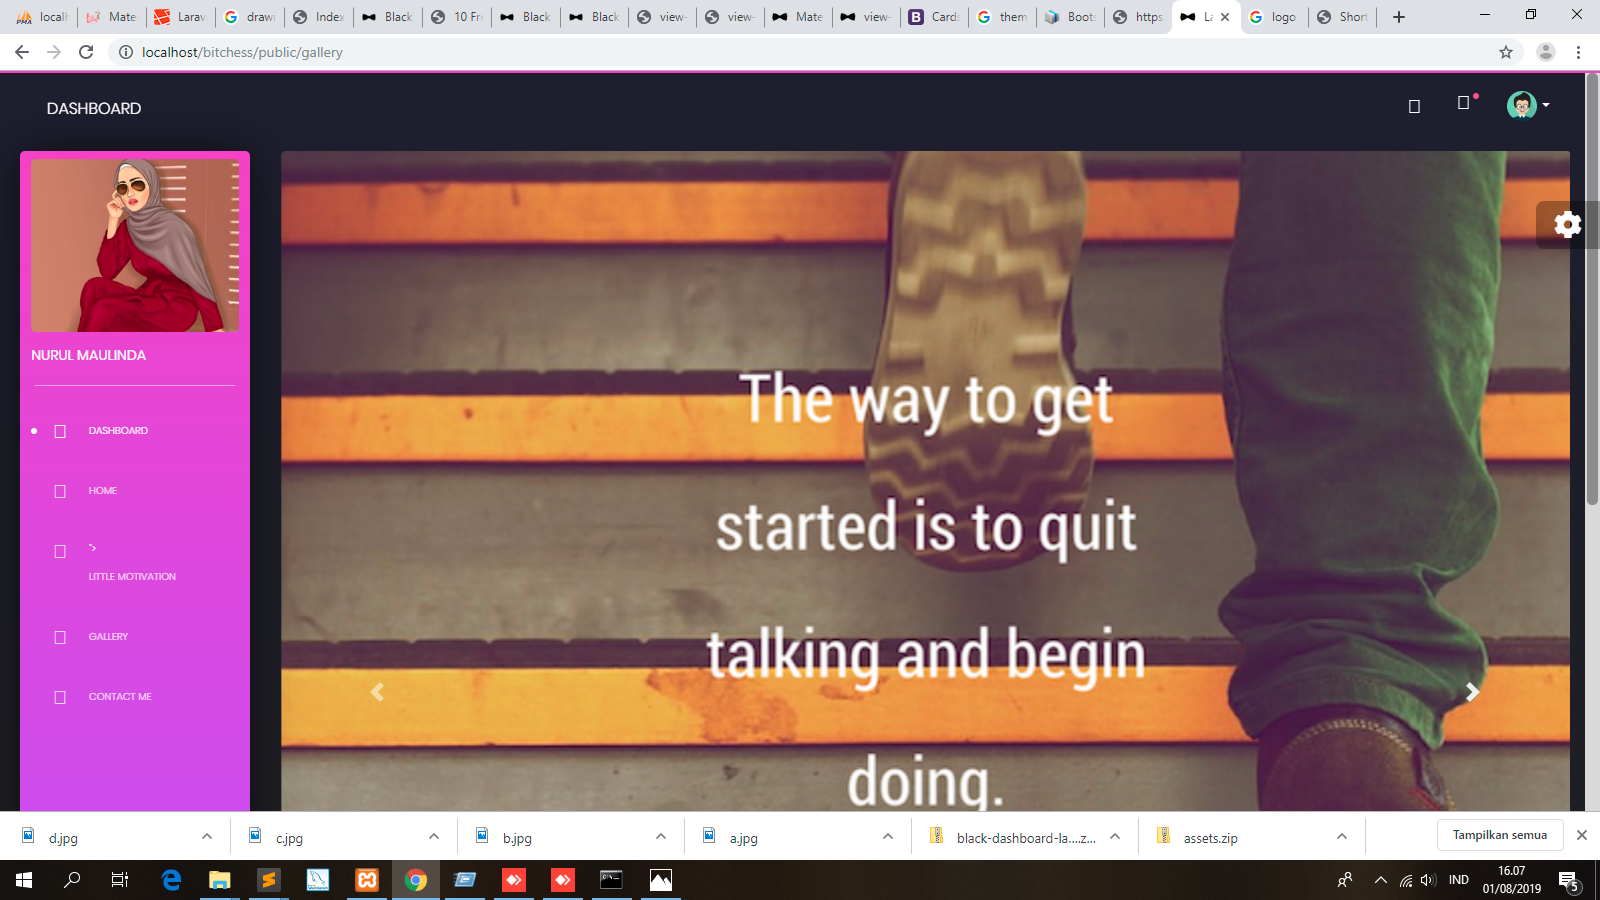 locall
Mate
Larav
drawi
Index
Black
10 Fr
Black
Black
view-
view-
Mate
view-
Cards
them
Boots
https
La
logo
Short
localhost/bitchess/public/gallery
DASHBOARD
NURUL MAULINDA
DASHBOARD
HOME
">
LITTLE MOTIVATION
GALLERY
CONTACT ME
The way to get
started is to quit
talking and begin
doing.
d.jpg
c.jpg
b.jpg
a.jpg
black-dashboard-la....z...
assets.zip
Tampilkan semua
IND
16.07
01/08/2019
5